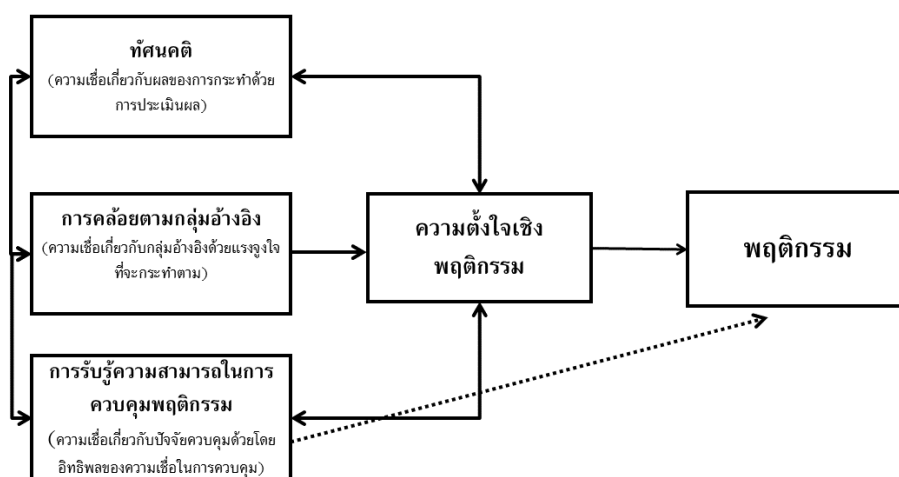 ทัศนคติ
(ความเชื่อเกี่ยวกับผลของการกระทำด้วย
การประเมินผล)
การคล้อยตามกลุ่มอ้างอิง
(ความเชื่อเกี่ยวกับกลุ่มอ้างอิงด้วยแรงจูงใจ
ที่จะกระทำตาม)
การรับรู้ความสามารถในการ
ควบคุมพฤติกรรม
(ความเชื่อเกี่ยวกับปัจจัยควบคุมด้วยโดย
อิทธิพลของความเชื่อในการควบคุม)
ความตั้งใจเชิง
พฤติกรรม
พฤติกรรม